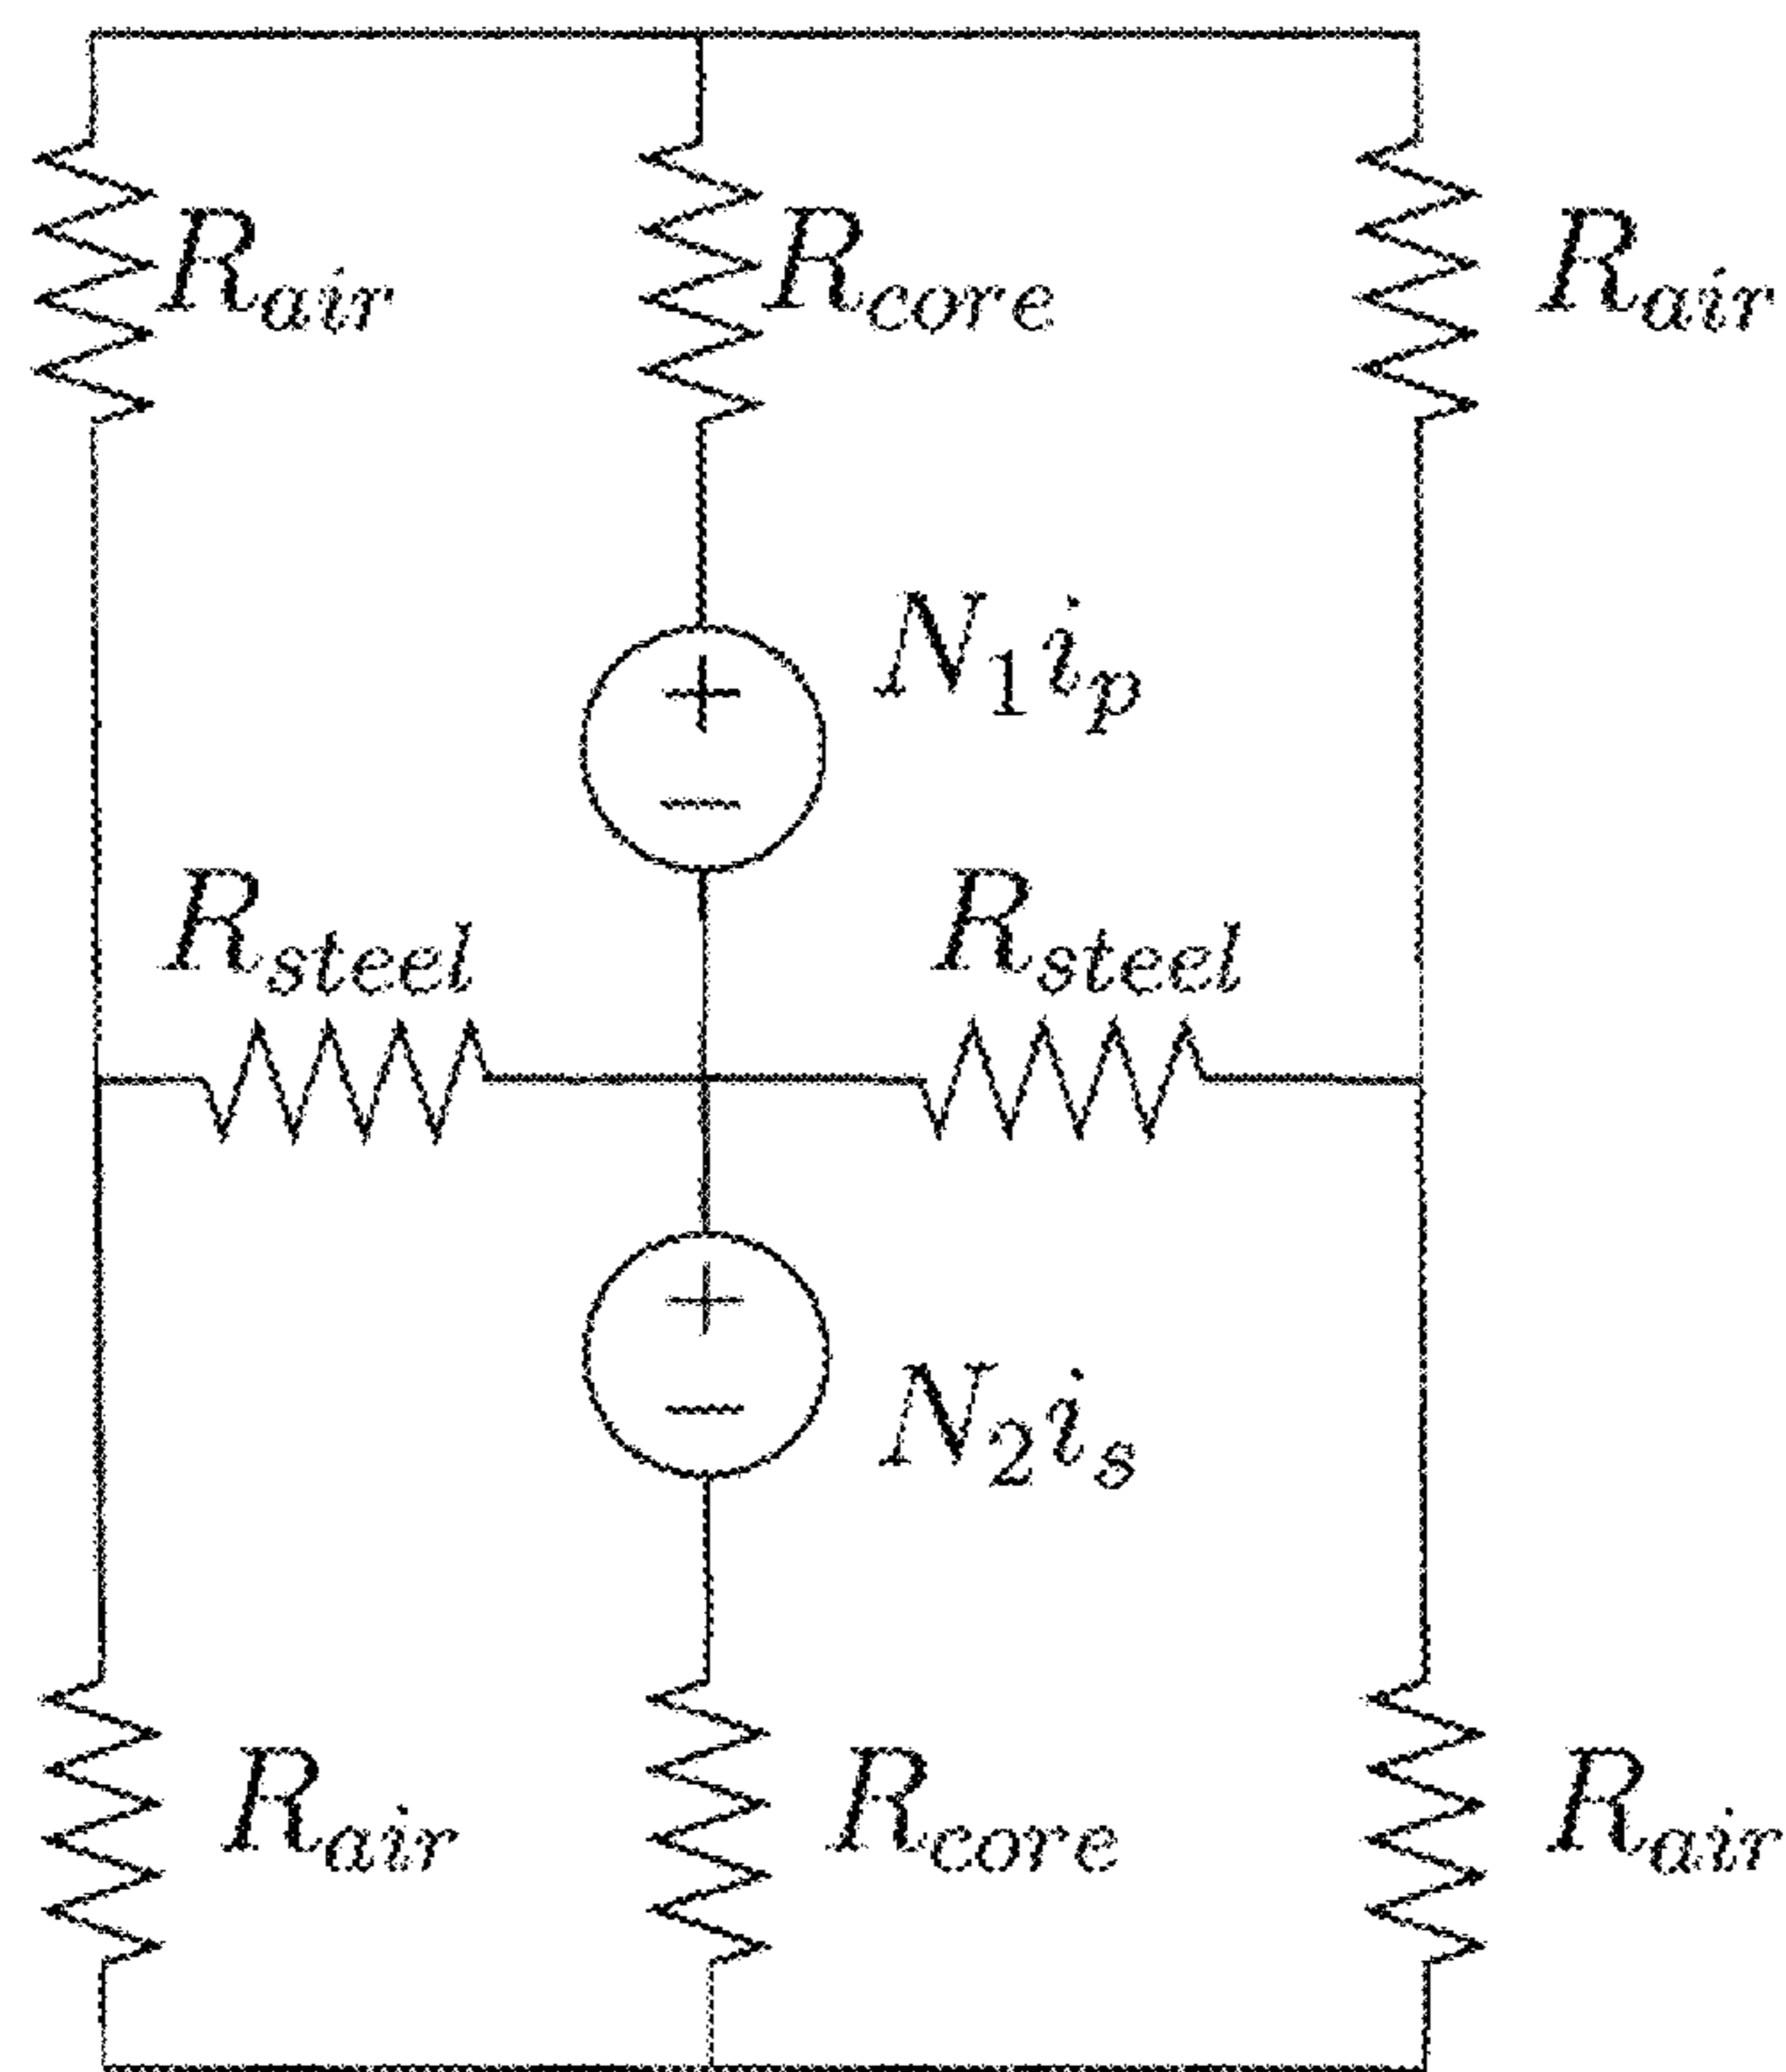 R_air R_core R_air
+
N_1 i_p
−
R_steel R_steel
+
−
N_2 i_s
R_air R_core R_air